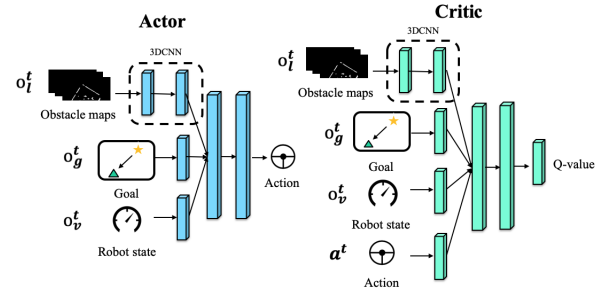 Actor
3DCNN
o_l^t
Obstacle maps
o_g^t
Goal
o_v^t
Robot state
Action
Critic
3DCNN
o_l^t
Obstacle maps
o_g^t
Goal
o_v^t
Robot state
a^t
Action
Q-value